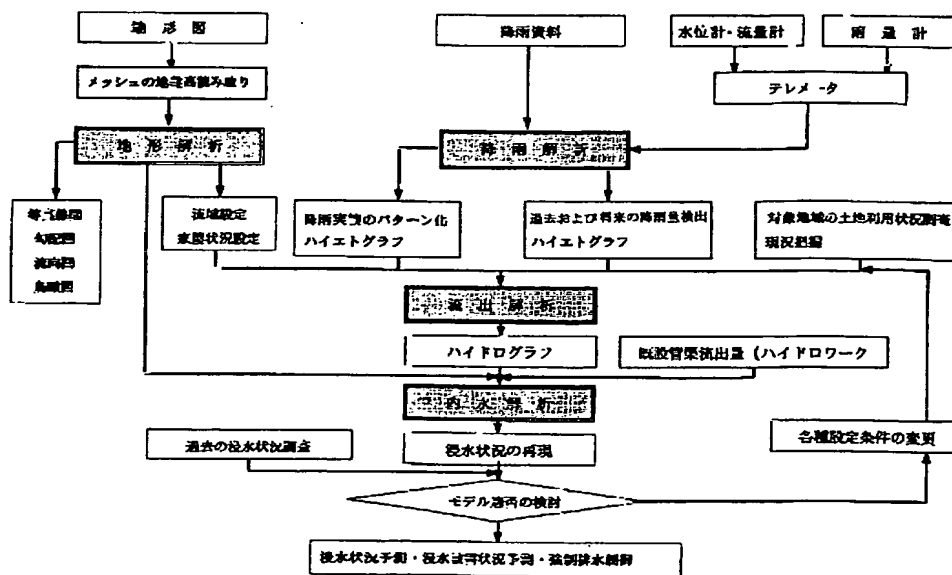 地形図
降雨資料
水位計・流量計
雨量計
メッシュの地盤高読み取り
テレメータ
地形解析
降雨解析
等高線図
勾配図
流向図
鳥瞰図
流域設定
状況設定
降雨実績のパターン化
ハイエトグラフ
過去および将来の降雨量検出
ハイエトグラフ
対象地域の土地利用状況調査
現況把握
流出解析
ハイドログラフ
既設管渠流出量（ハイドロワーク
内水解析
過去の浸水状況調査
浸水状況の再現
各種設定条件の変更
モデル適否の検討
浸水状況予測・浸水被害状況予測・強制排水制御